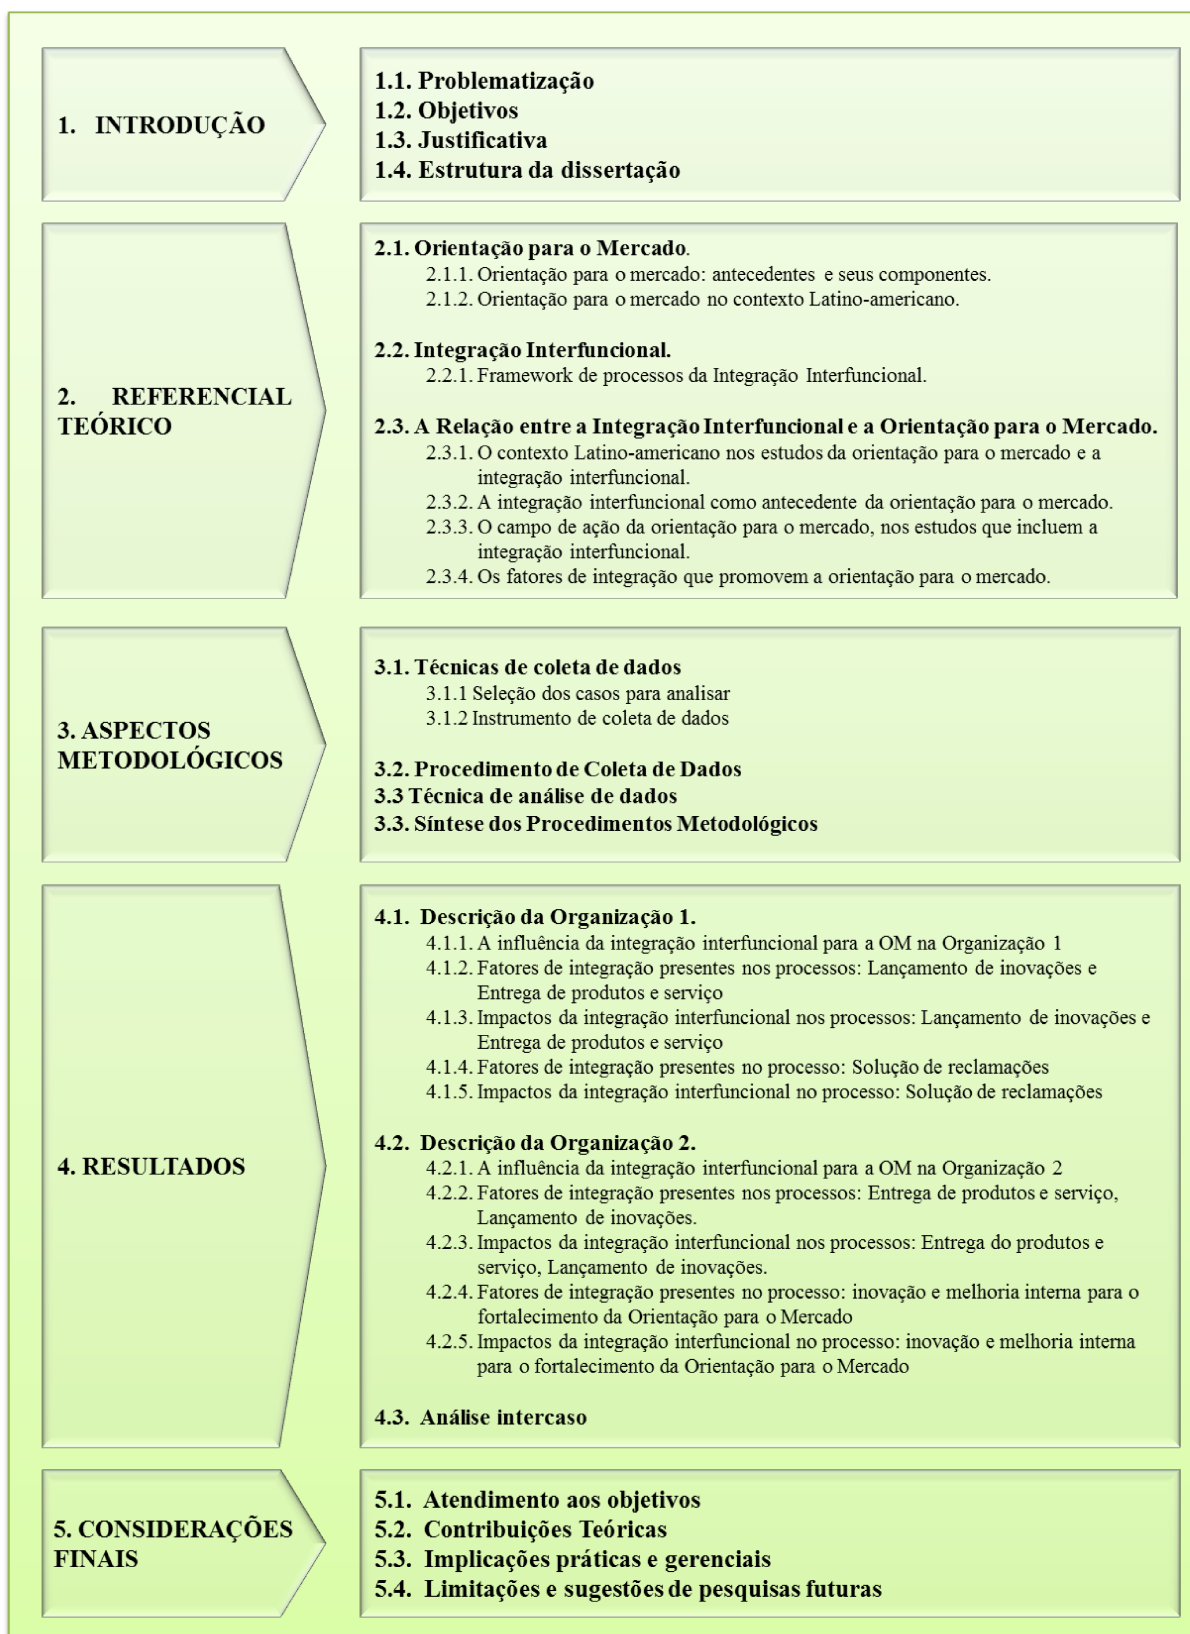 1. INTRODUÇÃO
1.1. Problematização
1.2. Objetivos
1.3. Justificativa
1.4. Estrutura da dissertação
2. REFERENCIAL
TEÓRICO
2.1. Orientação para o Mercado.
2.1.1. Orientação para o mercado: antecedentes e seus componentes.
2.1.2. Orientação para o mercado no contexto Latino-americano.
2.2. Integração Interfuncional.
2.2.1. Framework de processos da Integração Interfuncional.
2.3. A Relação entre a Integração Interfuncional e a Orientação para o Mercado.
2.3.1. O contexto Latino-americano nos estudos da orientação para o mercado e a
integração interfuncional.
2.3.2. A integração interfuncional como antecedente da orientação para o mercado.
2.3.3. O campo de ação da orientação para o mercado, nos estudos que incluem a
integração interfuncional.
2.3.4. Os fatores de integração que promovem a orientação para o mercado.
3. ASPECTOS
METODOLÓGICOS
3.1. Técnicas de coleta de dados
3.1.1 Seleção dos casos para analisar
3.1.2 Instrumento de coleta de dados
3.2. Procedimento de Coleta de Dados
3.3 Técnica de análise de dados
3.3. Síntese dos Procedimentos Metodológicos
4. RESULTADOS
4.1. Descrição da Organização 1.
4.1.1. A influência da integração interfuncional para a OM na Organização 1
4.1.2. Fatores de integração presentes nos processos: Lançamento de inovações e
Entrega de produtos e serviço
4.1.3. Impactos da integração interfuncional nos processos: Lançamento de inovações e
Entrega de produtos e serviço
4.1.4. Fatores de integração presentes no processo: Solução de reclamações
4.1.5. Impactos da integração interfuncional no processo: Solução de reclamações
4.2. Descrição da Organização 2.
4.2.1. A influência da integração interfuncional para a OM na Organização 2
4.2.2. Fatores de integração presentes nos processos: Entrega de produtos e serviço,
Lançamento de inovações.
4.2.3. Impactos da integração interfuncional nos processos: Entrega do produtos e
serviço, Lançamento de inovações.
4.2.4. Fatores de integração presentes no processo: inovação e melhoria interna para o
fortalecimento da Orientação para o Mercado
4.2.5. Impactos da integração interfuncional no processo: inovação e melhoria interna
para o fortalecimento da Orientação para o Mercado
4.3. Análise intercaso
5. CONSIDERAÇÕES
FINAIS
5.1. Atendimento aos objetivos
5.2. Contribuições Teóricas
5.3. Implicações práticas e gerenciais
5.4. Limitações e sugestões de pesquisas futuras